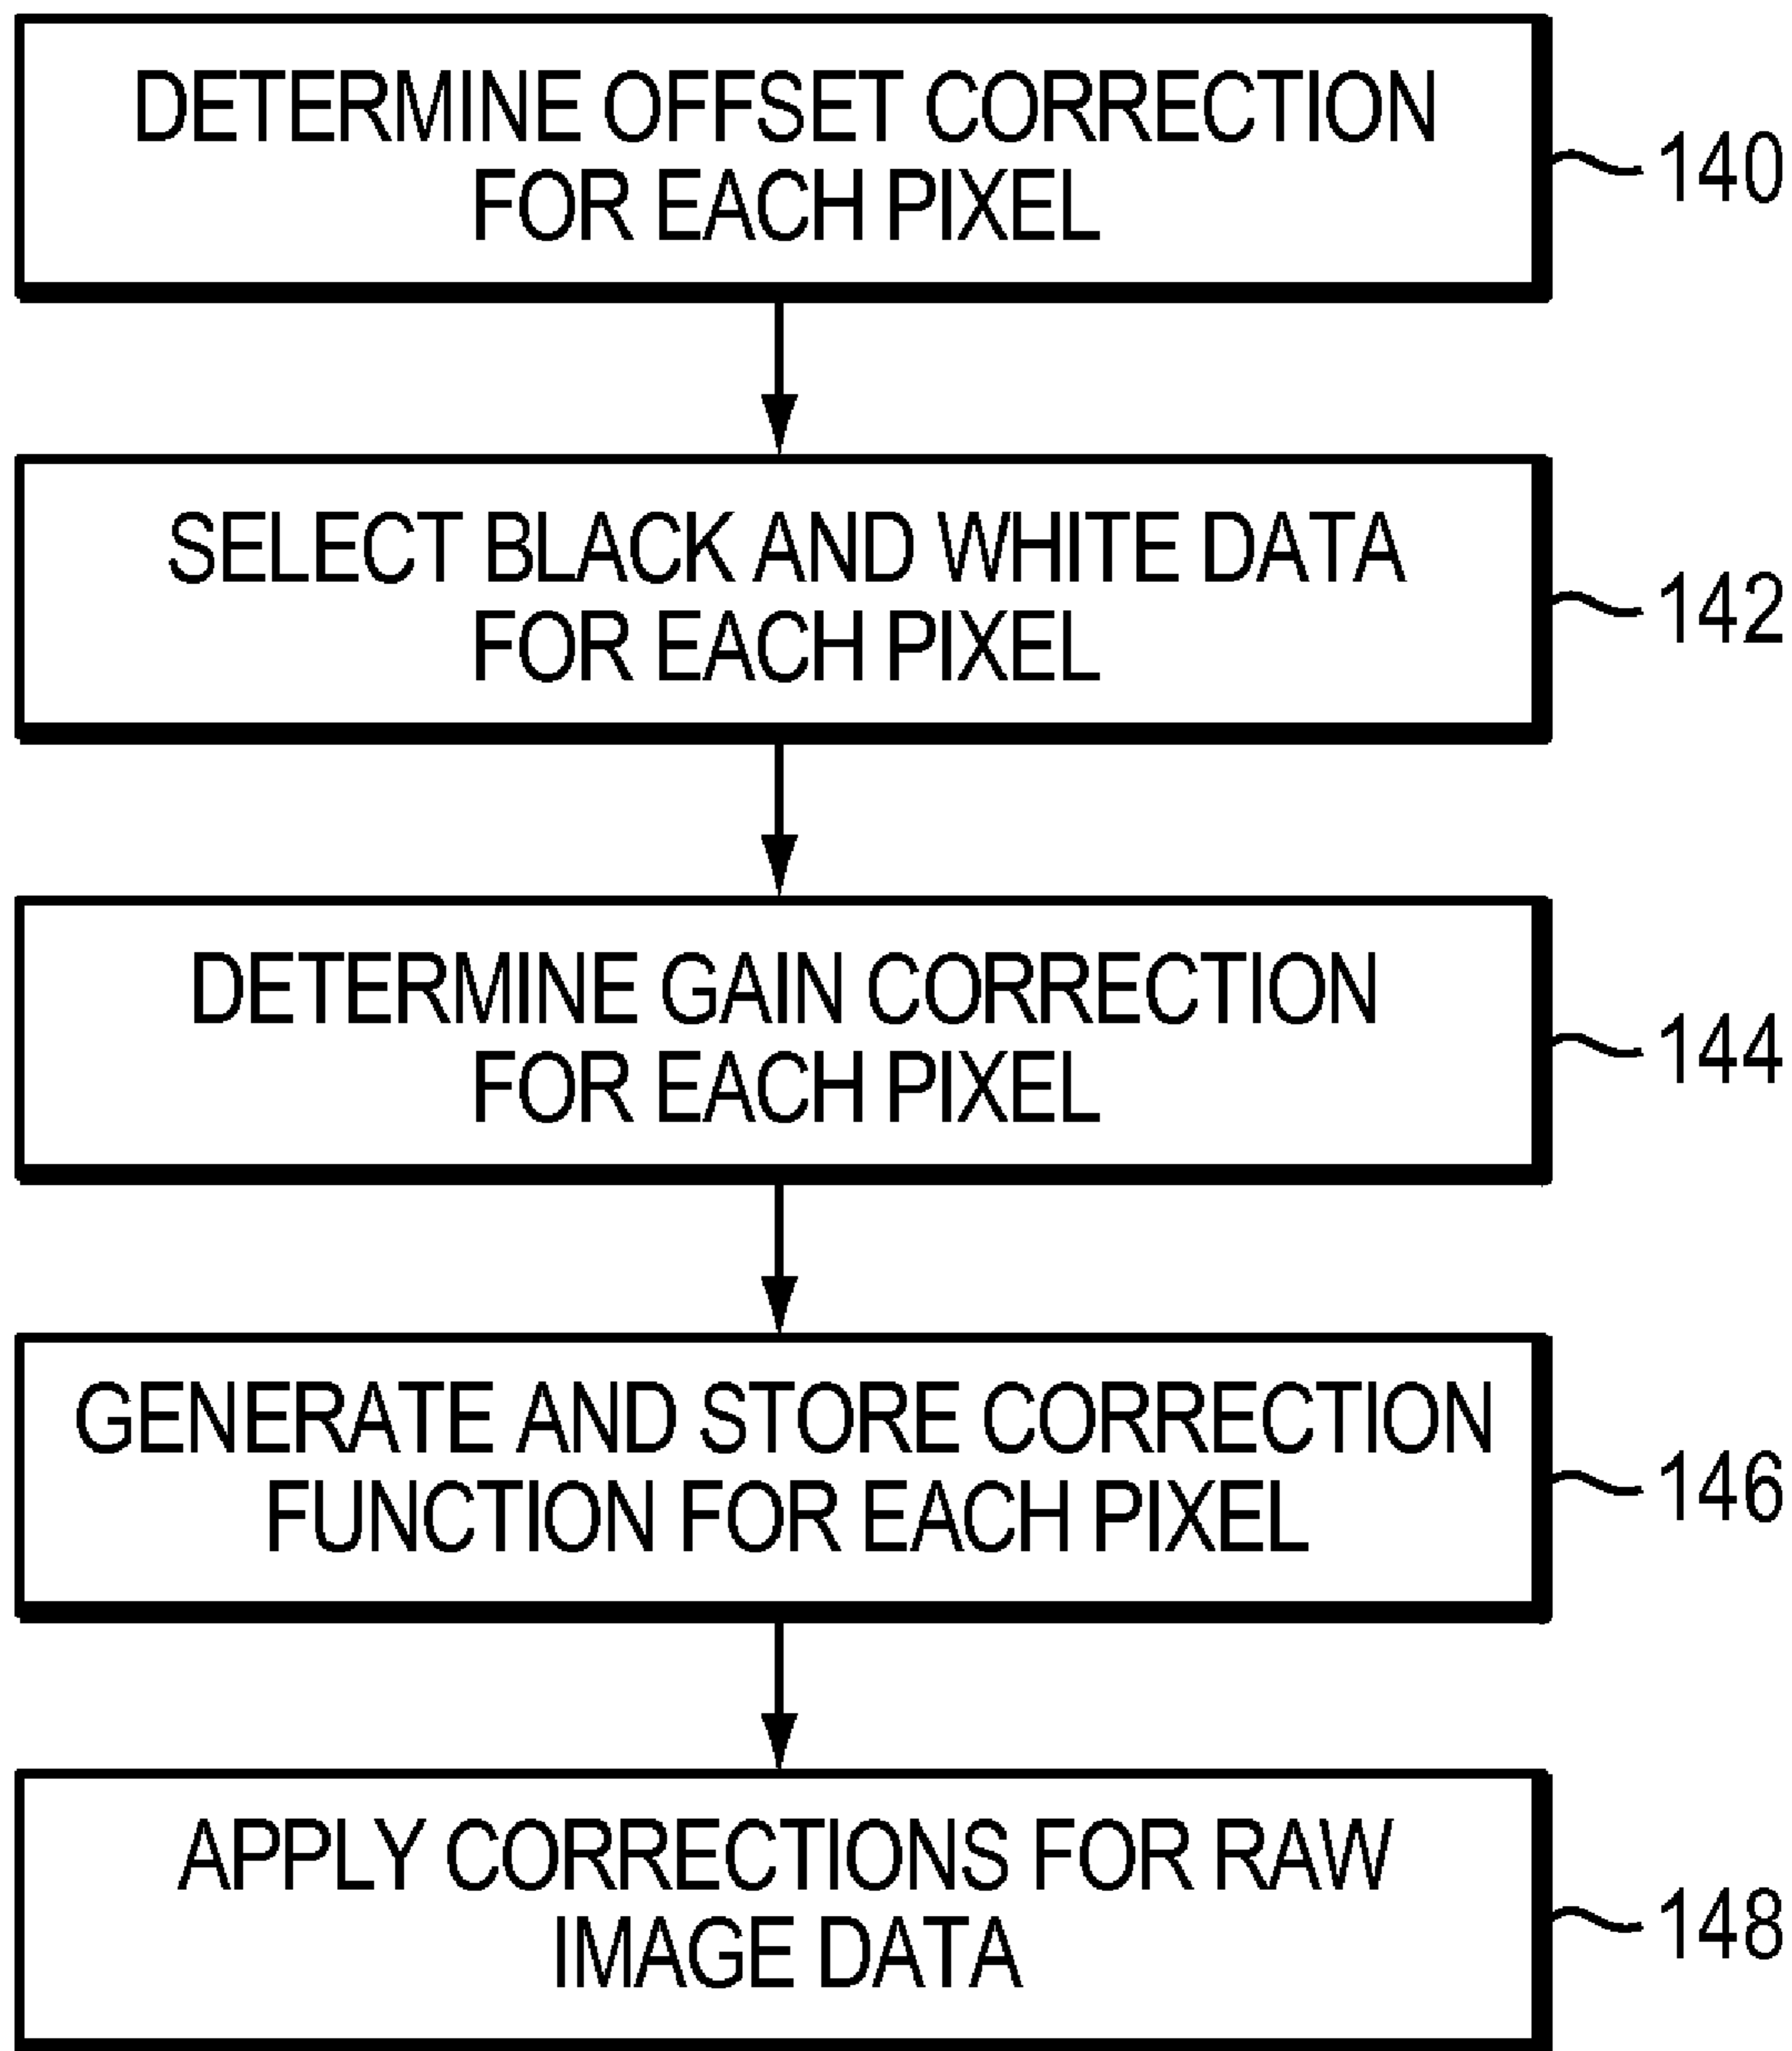 DETERMINE OFFSET CORRECTION
FOR EACH PIXEL
140
SELECT BLACK AND WHITE DATA
FOR EACH PIXEL
142
DETERMINE GAIN CORRECTION
FOR EACH PIXEL
144
GENERATE AND STORE CORRECTION
FUNCTION FOR EACH PIXEL
146
APPLY CORRECTIONS FOR RAW
IMAGE DATA
148